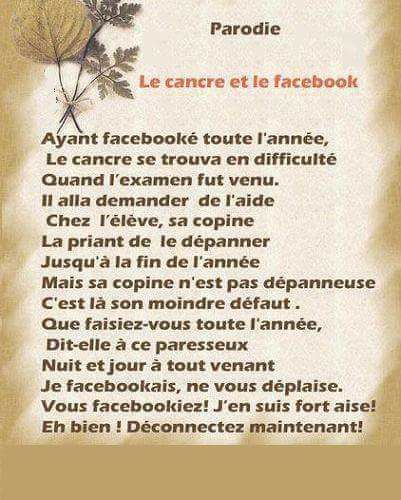 Parodie
Le cancre et le facebook
Ayant facebooké toute l'année,
Le cancre se trouva en difficulté
Quand l'examen fut venu.
Il alla demander de l'aide
Chez l'élève, sa copine
La priant de le dépanner
Jusqu'à la fin de l'année
Mais sa copine n'est pas dépanneuse
C'est là son moindre défaut .
Que faisiez-vous toute l'année,
Dit-elle à ce paresseux
Nuit et jour à tout venant
Je facebookais, ne vous déplaise.
Vous facebookiez! J'en suis fort aise!
Eh bien ! Déconnectez maintenant!